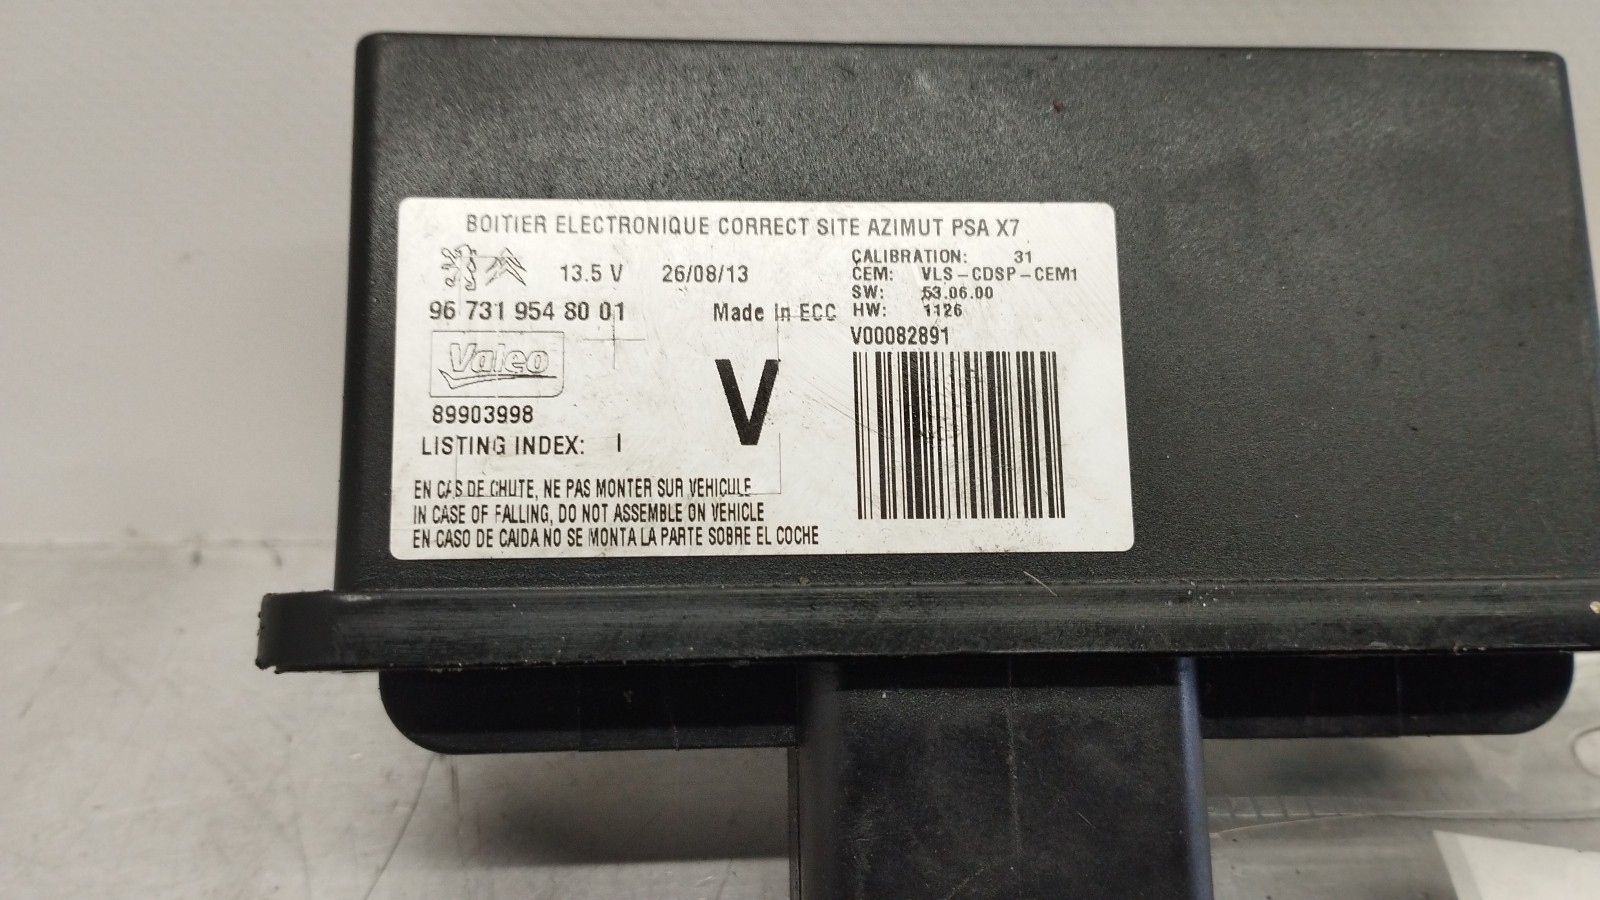 BOITIER ELECTRONIQUE CORRECT SITE AZIMUT PSA X7
13.5 V 26/08/13
CALIBRATION: 31
CEM: VLS-CDSP-CEM1
SW: 53.06.00
HW: 1126
96 731 954 80 01 Made In ECC
V00082891
Valeo
V
89903998
LISTING INDEX: I
EN CAS DE CHUTE, NE PAS MONTER SUR VEHICULE
IN CASE OF FALLING, DO NOT ASSEMBLE ON VEHICLE
EN CASO DE CAIDA NO SE MONTA LA PARTE SOBRE EL COCHE